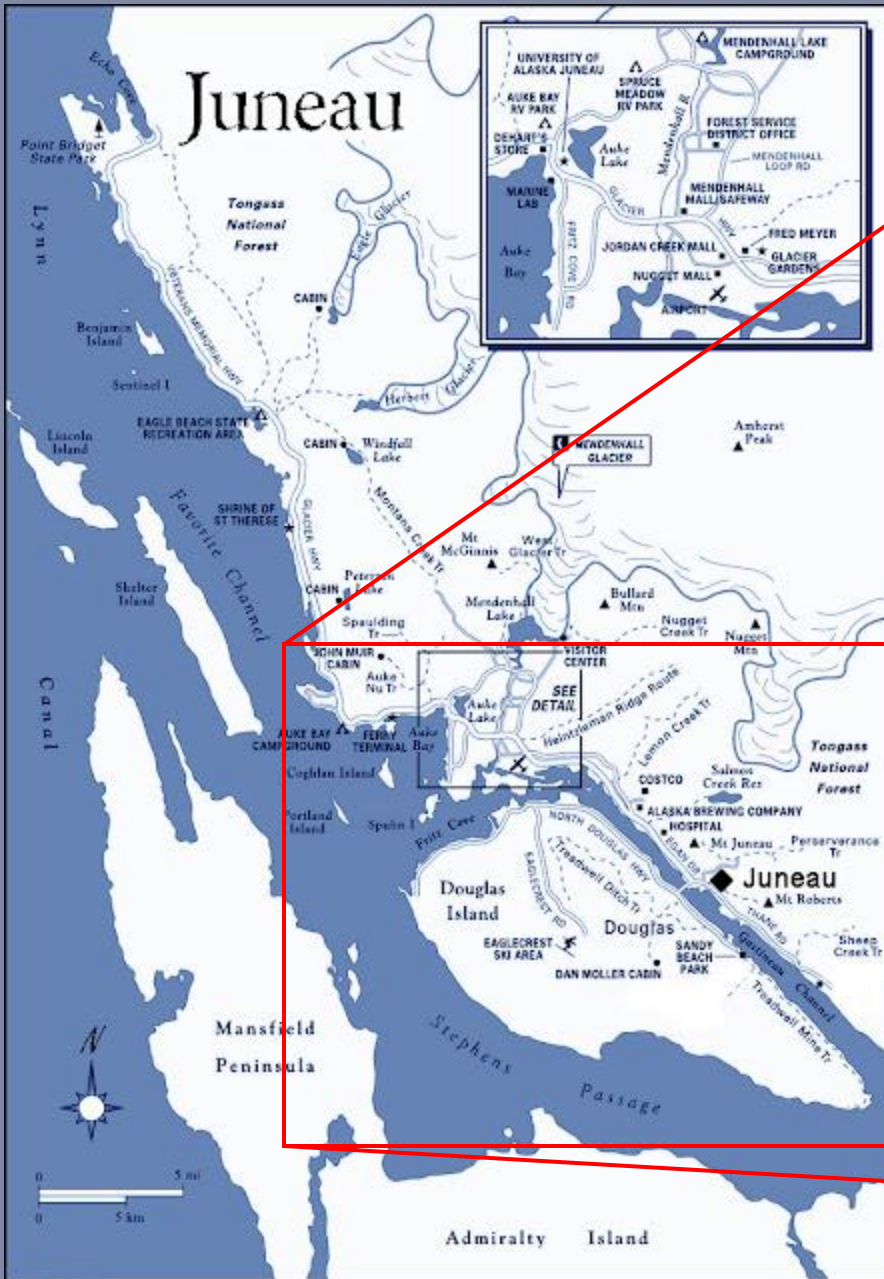 Juneau
Echo Cove
Point Bridget
State Park
Lynn
Canal
Tongass
National
Forest
Eagle Glacier
CABIN
VETERANS MEMORIAL HWY
Benjamin
Island
Sentinel I
Herbert Glacier
EAGLE BEACH STATE
RECREATION AREA
Lincoln
Island
CABIN
Windfall
Lake
MENDENHALL
GLACIER
Amherst
Peak
Favorite Channel
SHRINE OF
ST THERESE
GLACIER HWY
Montana Creek Tr
Mt
McGinnis
West
Glacier Tr
Shelter
Island
CABIN
Peterson
Lake
Mendenhall
Lake
Bullard
Mtn
Spaulding
Tr
Nugget
Creek Tr
Nugget
Mtn
JOHN MUIR
CABIN
VISITOR
CENTER
Auke
Nu Tr
Auke
Lake
SEE
DETAIL
Heintzleman Ridge Route
Lemon Creek Tr
AUKE BAY
CAMPGROUND
FERRY
TERMINAL
Auke
Bay
Tongass
National
Forest
Coghlan Island
COSTCO
Salmon
Creek Res
Portland
Island
Spuhn I
Fritz Cove
ALASKA BREWING COMPANY
HOSPITAL
NORTH DOUGLAS HWY
EGAN DR
Mt Juneau
Perserverance
Tr
EAGLECREST RD
Treadwell Ditch Tr
Juneau
Mt Roberts
Douglas
Island
Douglas
THANE RD
EAGLECREST
SKI AREA
SANDY
BEACH
PARK
Gastineau Channel
Sheep
Creek Tr
DAN MOLLER CABIN
Treadwell Mine Tr
Mansfield
Peninsula
Stephens Passage
N
0 5 mi
0 5 km
Admiralty Island
UNIVERSITY OF
ALASKA JUNEAU
MENDENHALL LAKE
CAMPGROUND
SPRUCE
MEADOW
RV PARK
AUKE BAY
RV PARK
Mendenhall R
FOREST SERVICE
DISTRICT OFFICE
DEHART'S
STORE
Auke
Lake
MENDENHALL
LOOP RD
MARINE
LAB
GLACIER
HWY
MENDENHALL
MALL/SAFEWAY
FRITZ COVE RD
FRED MEYER
Auke
Bay
JORDAN CREEK MALL
GLACIER
GARDENS
NUGGET MALL
AIRPORT